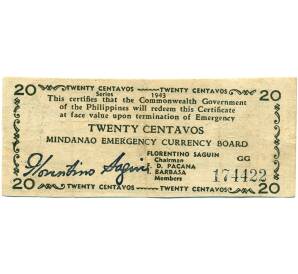 20 TWENTY CENTAVOS TWENTY CENTAVOS 20
Series 1943
This certifies that the Commonwealth Government
of the Philippines will redeem this Certificate
at face value upon termination of Emergency
TWENTY CENTAVOS
MINDANAO EMERGENCY CURRENCY BOARD
Florentino Saguin
FLORENTINO SAGUIN GG
Chairman
F. D. PACANA
I. BARBASA
Members 174422
20 TWENTY CENTAVOS TWENTY CENTAVOS 20